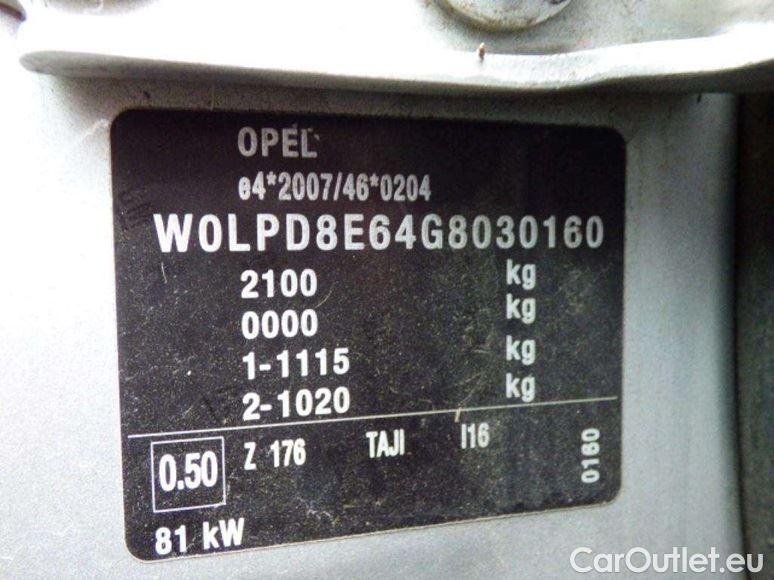 OPEL
e4*2007/46*0204
W0LPD8E64G8030160
2100 kg
0000 kg
1-1115 kg
2-1020 kg
0.50 Z 176 TAJI I16 0160
81 kW
CarOutlet.eu